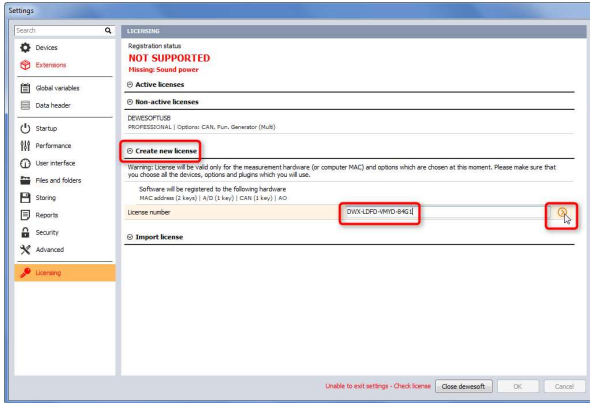 Settings
Search
Devices
Extensions
Global variables
Data header
Startup
Performance
User interface
Files and folders
Storing
Reports
Security
Advanced
Licensing
LICENSING
Registration status
NOT SUPPORTED
Missing: Sound power
Active licenses
Non-active licenses
DEWESOFTUSB
PROFESSIONAL | Options: CAN, Fun. Generator (Multi)
Create new license
Warning: License will be valid only for the measurement hardware (or computer MAC) and options which are chosen at this moment. Please make sure that
you choose all the devices, options and plugins which you will use.
Software will be registered to the following hardware
MAC address (2 keys) | A/D (1 key) | CAN (1 key) | AO
License number
DWX-LDFD-VMYD-84G1
Import license
Unable to exit settings - Check license
Close dewesoft
OK
Cancel